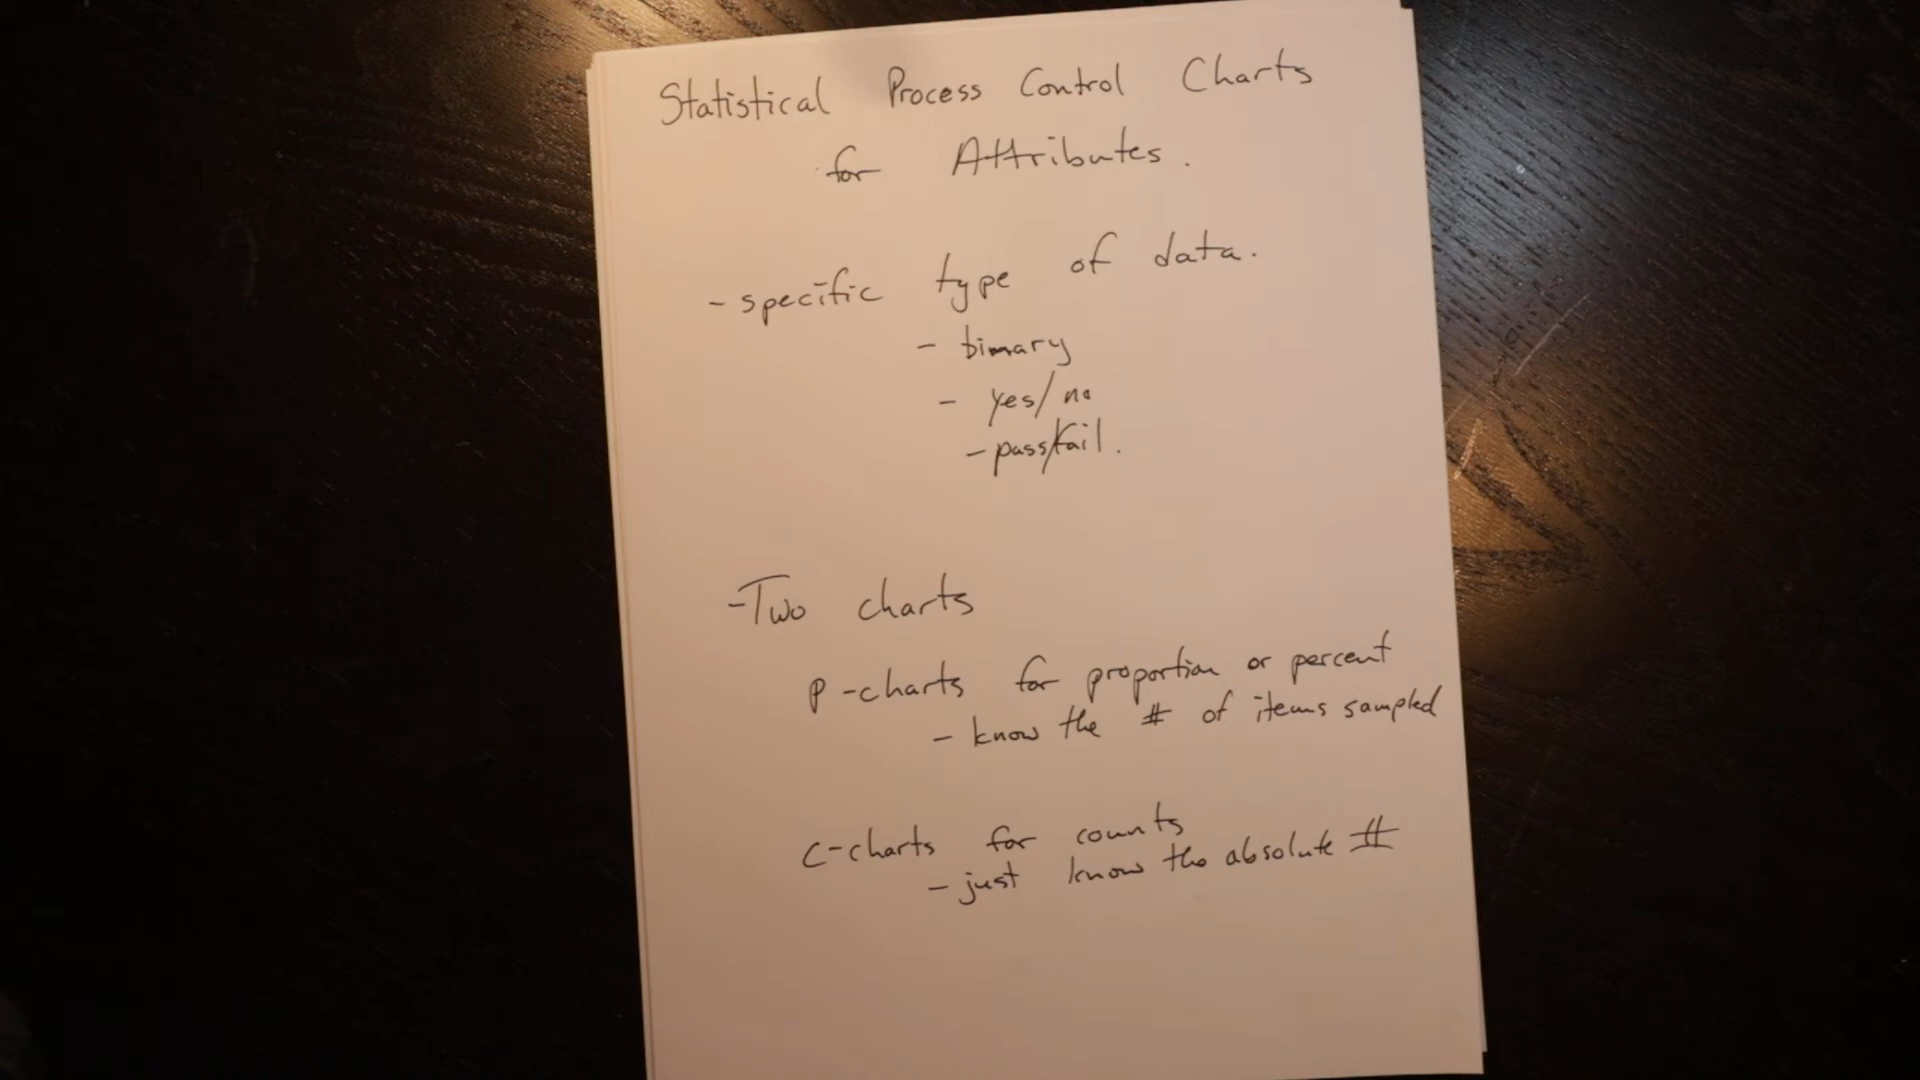 Statistical Process Control Charts
for Attributes.
- specific type of data.
- binary
- yes/no
- pass/fail.
- Two charts
p-charts for proportion or percent
- know the # of items sampled
c-charts for counts
- just know the absolute #